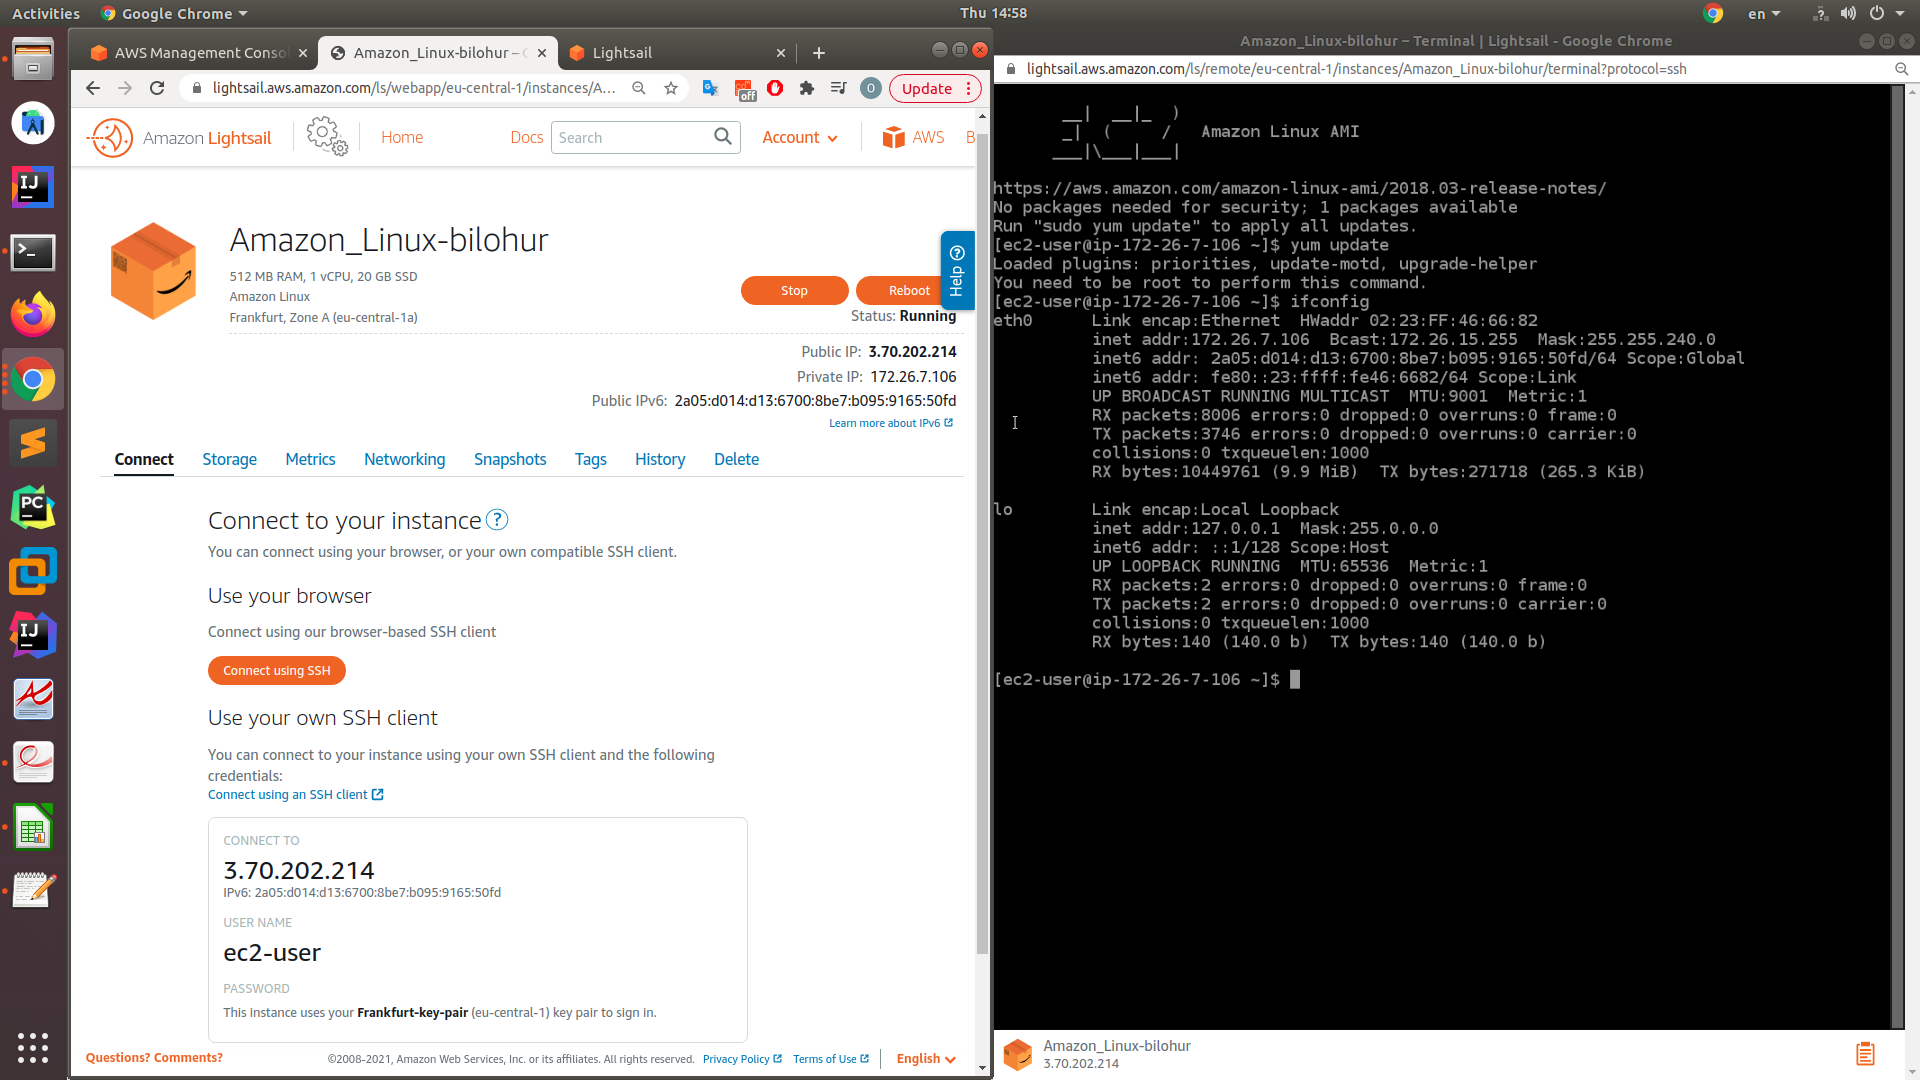 Activities
Google Chrome
Thu 14:58
en
AWS Management Conso
Amazon_Linux-bilohur –
Lightsail
lightsail.aws.amazon.com/ls/webapp/eu-central-1/instances/A...
off
O
Update
Amazon Lightsail
Home
Docs
Search
Account
AWS
B
Amazon_Linux-bilohur
512 MB RAM, 1 vCPU, 20 GB SSD
Amazon Linux
Frankfurt, Zone A (eu-central-1a)
Stop
Reboot
Help
Status: Running
Public IP: 3.70.202.214
Private IP: 172.26.7.106
Public IPv6: 2a05:d014:d13:6700:8be7:b095:9165:50fd
Learn more about IPv6
Connect
Storage
Metrics
Networking
Snapshots
Tags
History
Delete
Connect to your instance
?
You can connect using your browser, or your own compatible SSH client.
Use your browser
Connect using our browser-based SSH client
Connect using SSH
Use your own SSH client
You can connect to your instance using your own SSH client and the following
credentials:
Connect using an SSH client
CONNECT TO
3.70.202.214
IPv6: 2a05:d014:d13:6700:8be7:b095:9165:50fd
USER NAME
ec2-user
PASSWORD
This instance uses your Frankfurt-key-pair (eu-central-1) key pair to sign in.
Questions? Comments?
©2008-2021, Amazon Web Services, Inc. or its affiliates. All rights reserved.
Privacy Policy
Terms of Use
English
Amazon_Linux-bilohur – Terminal | Lightsail - Google Chrome
lightsail.aws.amazon.com/ls/remote/eu-central-1/instances/Amazon_Linux-bilohur/terminal?protocol=ssh
__|  __|_  )
_|  (     /   Amazon Linux AMI
___|\___|___|
https://aws.amazon.com/amazon-linux-ami/2018.03-release-notes/
No packages needed for security; 1 packages available
Run "sudo yum update" to apply all updates.
[ec2-user@ip-172-26-7-106 ~]$ yum update
Loaded plugins: priorities, update-motd, upgrade-helper
You need to be root to perform this command.
[ec2-user@ip-172-26-7-106 ~]$ ifconfig
eth0      Link encap:Ethernet  HWaddr 02:23:FF:46:66:82
inet addr:172.26.7.106  Bcast:172.26.15.255  Mask:255.255.240.0
inet6 addr: 2a05:d014:d13:6700:8be7:b095:9165:50fd/64 Scope:Global
inet6 addr: fe80::23:ffff:fe46:6682/64 Scope:Link
UP BROADCAST RUNNING MULTICAST  MTU:9001  Metric:1
RX packets:8006 errors:0 dropped:0 overruns:0 frame:0
TX packets:3746 errors:0 dropped:0 overruns:0 carrier:0
collisions:0 txqueuelen:1000
RX bytes:10449761 (9.9 MiB)  TX bytes:271718 (265.3 KiB)
lo        Link encap:Local Loopback
inet addr:127.0.0.1  Mask:255.0.0.0
inet6 addr: ::1/128 Scope:Host
UP LOOPBACK RUNNING  MTU:65536  Metric:1
RX packets:2 errors:0 dropped:0 overruns:0 frame:0
TX packets:2 errors:0 dropped:0 overruns:0 carrier:0
collisions:0 txqueuelen:1000
RX bytes:140 (140.0 b)  TX bytes:140 (140.0 b)
[ec2-user@ip-172-26-7-106 ~]$
Amazon_Linux-bilohur
3.70.202.214
IJ
>_
PC
IJ